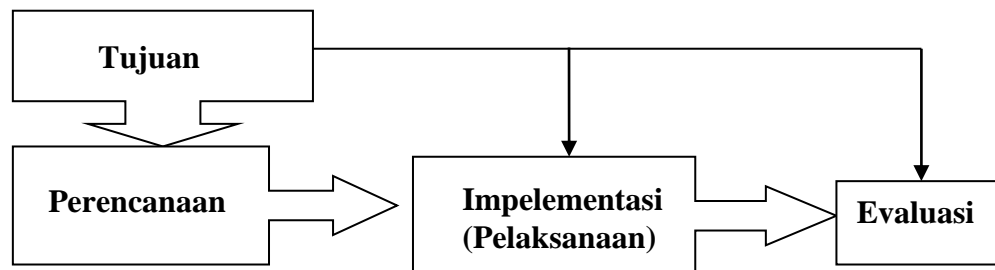 Tujuan
Perencanaan
Impelementasi
(Pelaksanaan)
Evaluasi